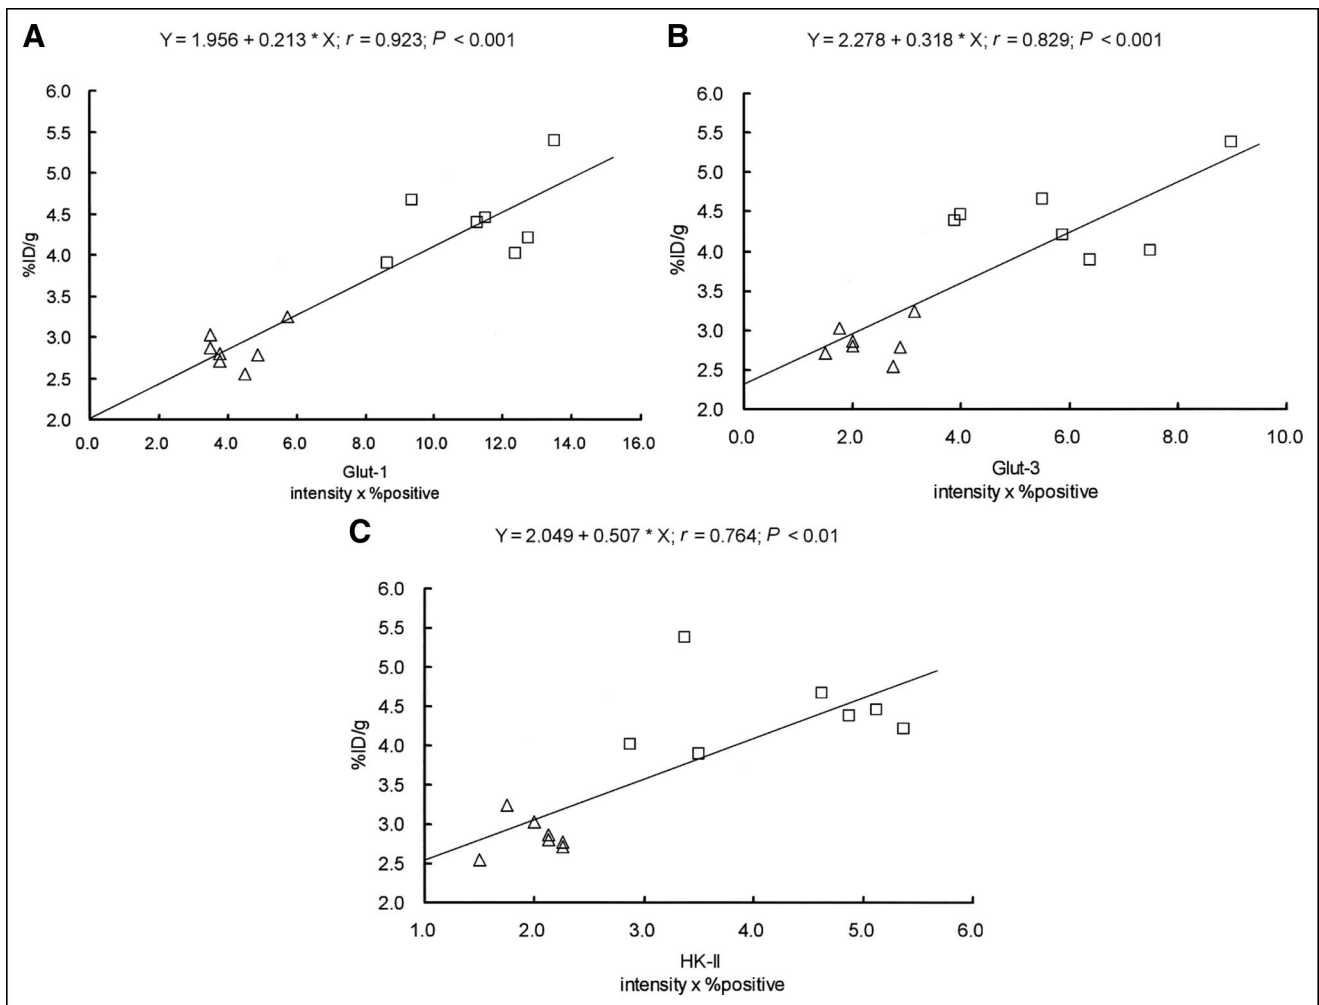 A
Y = 1.956 + 0.213 * X; r = 0.923; P < 0.001
6.0
5.5
5.0
4.5
4.0
3.5
3.0
2.5
2.0
%ID/g
0.0 2.0 4.0 6.0 8.0 10.0 12.0 14.0 16.0
Glut-1
intensity x %positive
B
Y = 2.278 + 0.318 * X; r = 0.829; P < 0.001
6.0
5.5
5.0
4.5
4.0
3.5
3.0
2.5
2.0
%ID/g
0.0 2.0 4.0 6.0 8.0 10.0
Glut-3
intensity x %positive
C
Y = 2.049 + 0.507 * X; r = 0.764; P < 0.01
6.0
5.5
5.0
4.5
4.0
3.5
3.0
2.5
2.0
%ID/g
1.0 2.0 3.0 4.0 5.0 6.0
HK-II
intensity x %positive